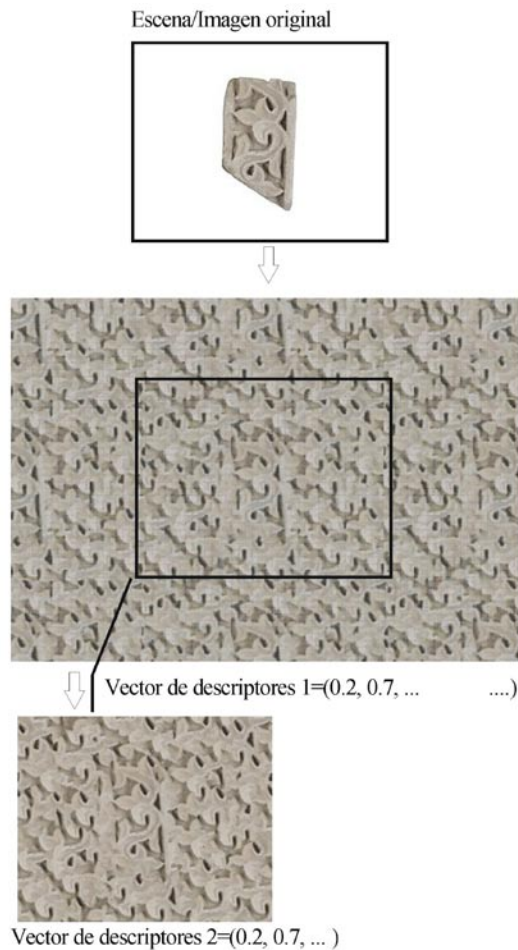 Escena/Imagen original
Vector de descriptores 1=(0.2, 0.7, ... ....)
Vector de descriptores 2=(0.2, 0.7, ... )